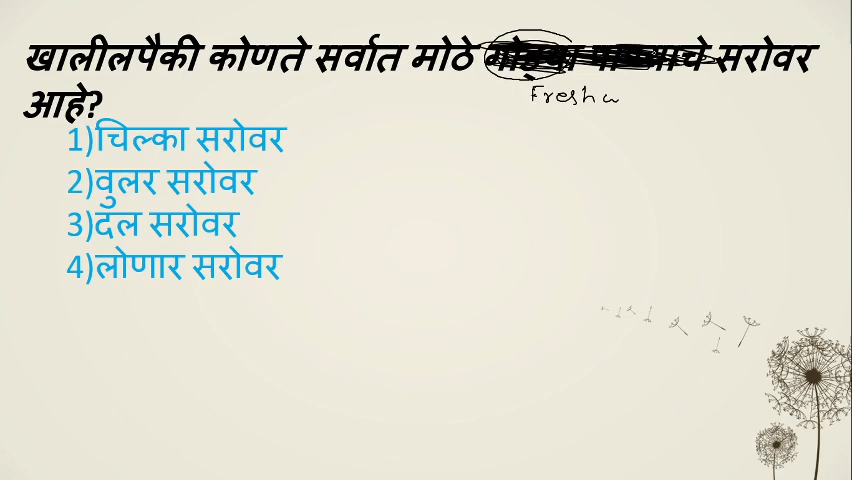 खालीलपैकी कोणते सर्वात मोठे गोड्या पाण्याचे सरोवर
आहे?
Fresh w
1)चिल्का सरोवर
2)वुलर सरोवर
3)दल सरोवर
4)लोणार सरोवर